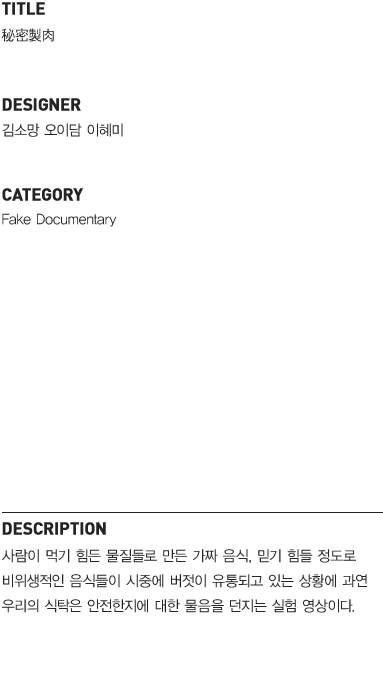 TITLE
秘密製肉
DESIGNER
김소망 오이담 이혜미
CATEGORY
Fake Documentary
DESCRIPTION
사람이 먹기 힘든 물질들로 만든 가짜 음식, 믿기 힘들 정도로
비위생적인 음식들이 시중에 버젓이 유통되고 있는 상황에 과연
우리의 식탁은 안전한지에 대한 물음을 던지는 실험 영상이다.